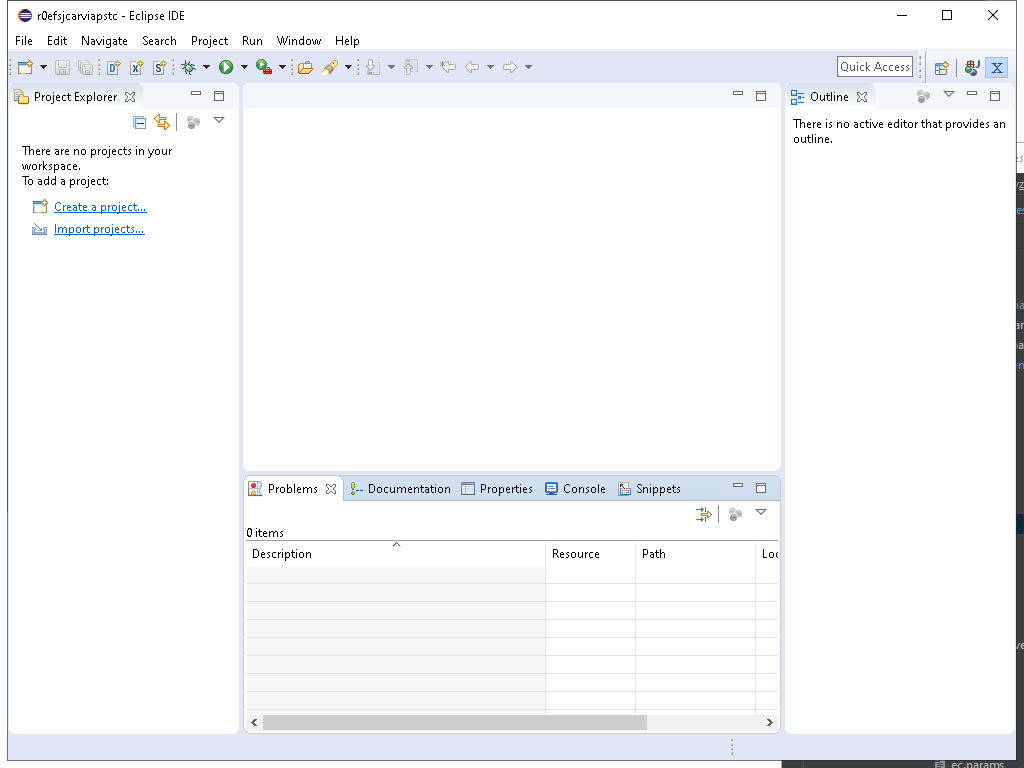 r0efsjcarviapstc - Eclipse IDE
File Edit Navigate Search Project Run Window Help
Quick Access
Project Explorer
Outline
There are no projects in your
workspace.
To add a project:
Create a project...
Import projects...
There is no active editor that provides an
outline.
Problems Documentation Properties Console Snippets
0 items
Description Resource Path Loc
ec.params